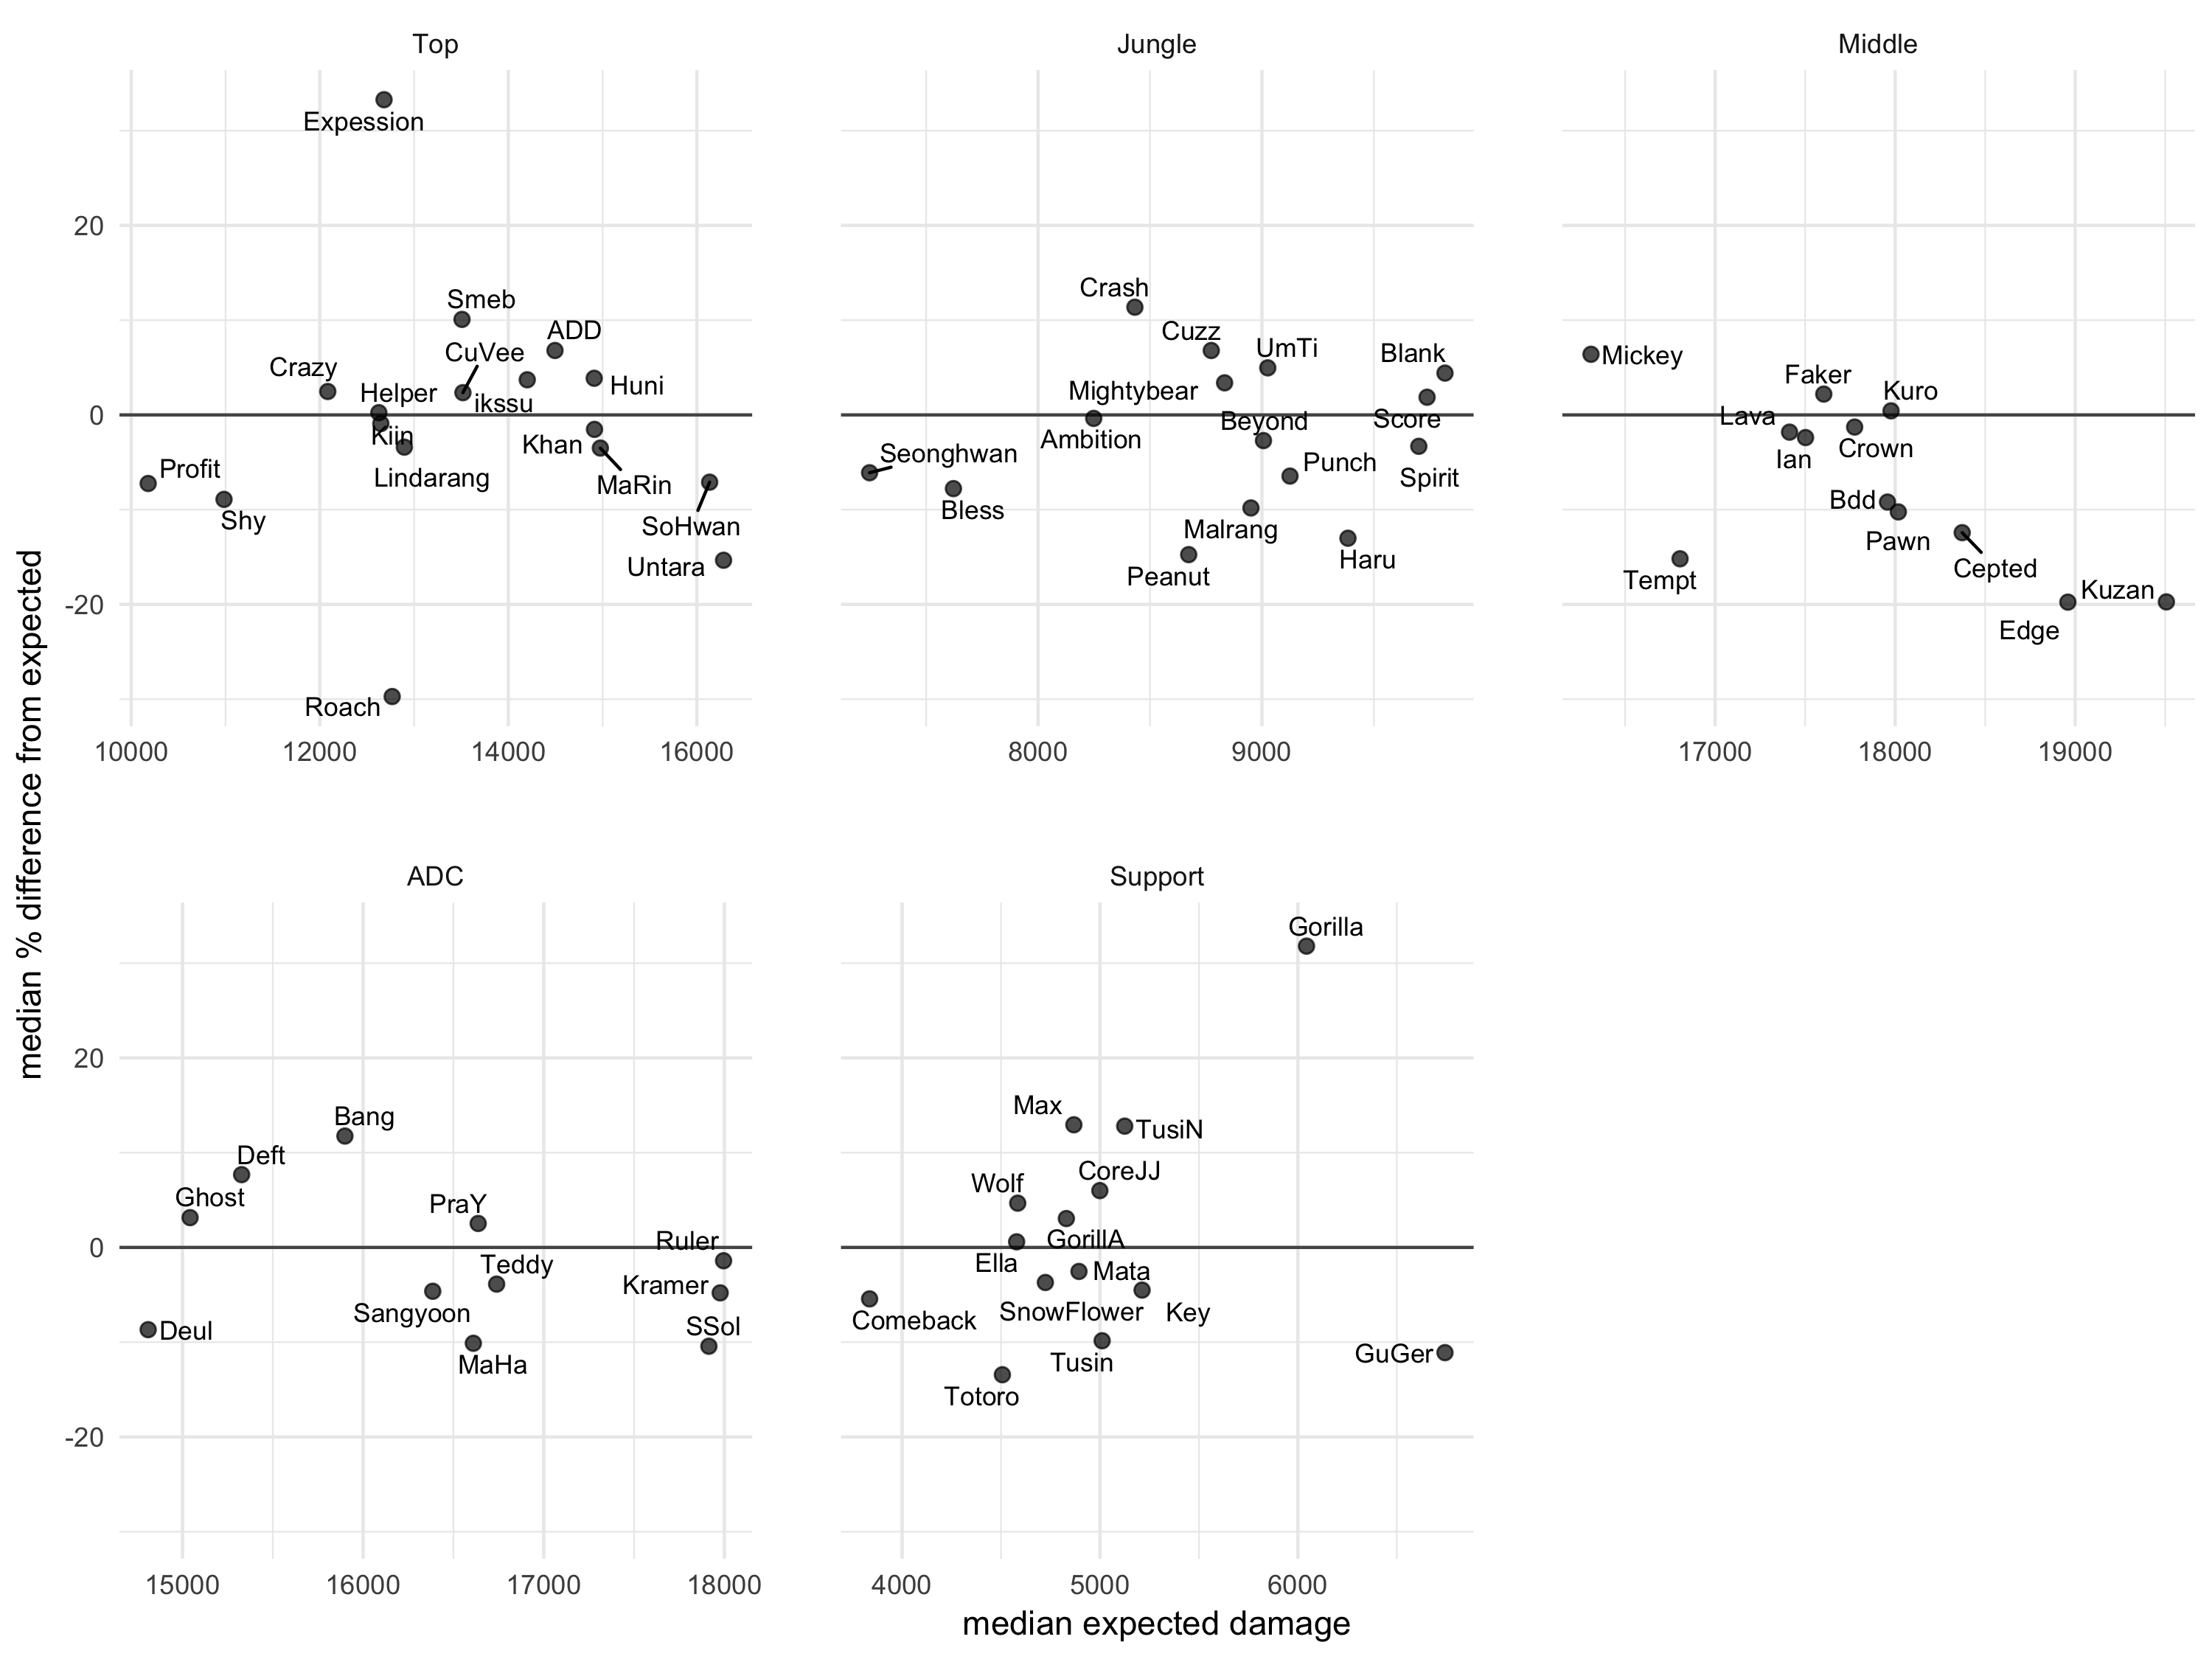 Top
Jungle
Middle
Expession
20
Smeb
ADD
CuVee
Crazy
Helper
Huni
ikssu
0
Kiin
Khan
Lindarang
Profit
MaRin
Shy
SoHwan
Untara
-20
Roach
10000 12000 14000 16000
Crash
Cuzz
UmTi
Blank
Mightybear
Beyond
Score
Ambition
Seonghwan
Punch
Spirit
Bless
Malrang
Haru
Peanut
8000 9000
Mickey
Faker
Kuro
Lava
Ian
Crown
Bdd
Pawn
Cepted
Tempt
Kuzan
Edge
17000 18000 19000
median % difference from expected
ADC
Support
20
Bang
Deft
Ghost
PraY
Ruler
0
Teddy
Kramer
Sangyoon
SSol
Deul
MaHa
-20
15000 16000 17000 18000
Gorilla
Max
TusiN
CoreJJ
Wolf
GorillA
Ella
Mata
SnowFlower
Key
Comeback
Tusin
GuGer
Totoro
4000 5000 6000
median expected damage